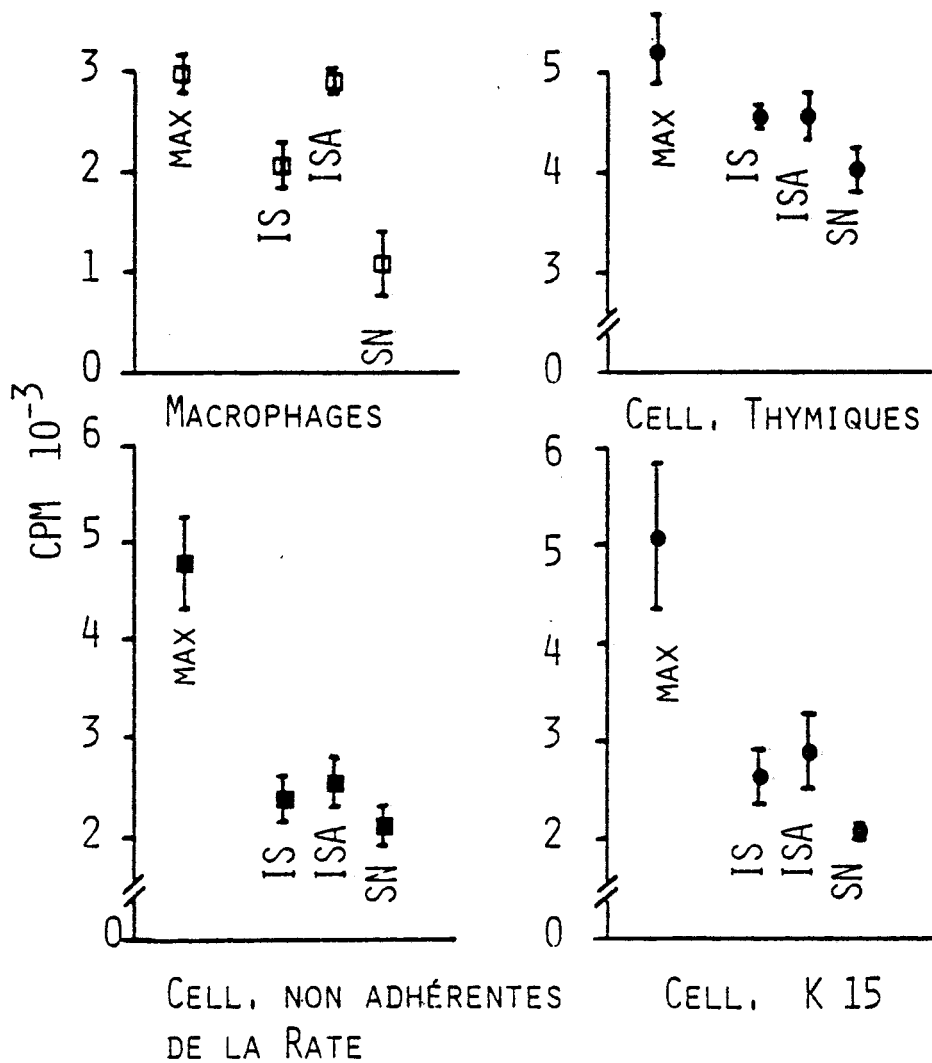 CPM 10⁻³
3
2
1
0
MAX
IS
ISA
SN
MACROPHAGES
5
4
3
0
MAX
IS
ISA
SN
CELL. THYMIQUES
6
5
4
3
2
0
MAX
IS
ISA
SN
CELL. NON ADHÉRENTES
DE LA RATE
6
5
4
3
2
0
MAX
IS
ISA
SN
CELL. K 15